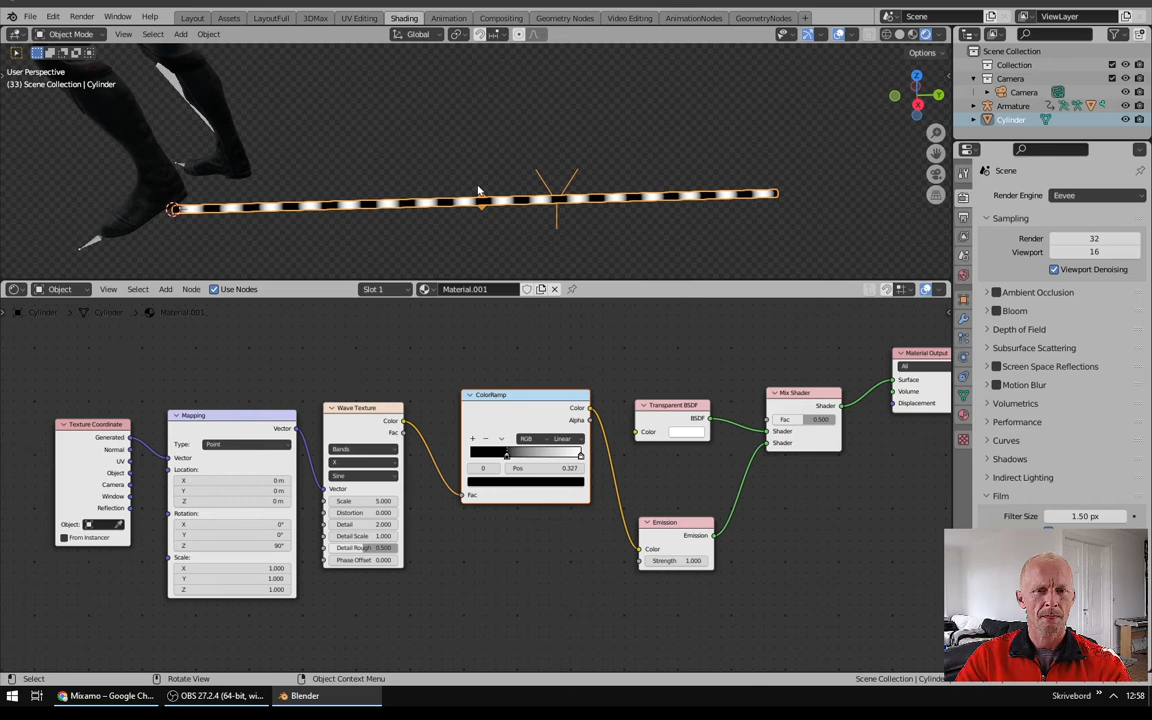 File Edit Render Window Help Layout Assets LayoutFull 3DMax UV Editing Shading Animation Compositing Geometry Nodes Video Editing AnimationNodes GeometryNodes + Scene ViewLayer
Object Mode View Select Add Object Global
Options
User Perspective
(33) Scene Collection | Cylinder
Z
Y
X
Scene Collection
Collection
Camera
Camera
Armature
Cylinder
Scene
Render Engine Eevee
Sampling
Render 32
Viewport 16
Viewport Denoising
Ambient Occlusion
Bloom
Depth of Field
Subsurface Scattering
Screen Space Reflections
Motion Blur
Volumetrics
Performance
Curves
Shadows
Indirect Lighting
Film
Filter Size 1.50 px
Object View Select Add Node Use Nodes Slot 1 Material.001
Cylinder Cylinder Material.001
Texture Coordinate
Generated
Normal
UV
Object
Camera
Window
Reflection
Object:
From Instancer
Mapping
Vector
Type: Point
Vector
Location:
X 0 m
Y 0 m
Z 0 m
Rotation:
X 0°
Y 0°
Z 90°
Scale:
X 1.000
Y 1.000
Z 1.000
Wave Texture
Color
Fac
Bands
X
Sine
Vector
Scale 5.000
Distortion 0.000
Detail 2.000
Detail Scale 1.000
Detail Rough 0.500
Phase Offset 0.000
ColorRamp
Color
Alpha
+ − RGB Linear
0 Pos 0.327
Fac
Transparent BSDF
BSDF
Color
Emission
Emission
Color
Strength 1.000
Mix Shader
Shader
Fac 0.500
Shader
Shader
Material Output
All
Surface
Volume
Displacement
Select Rotate View Object Context Menu Scene Collection | Cylinde
Mixamo – Google Ch... OBS 27.2.4 (64-bit, wi... Blender Skrivebord 12:58